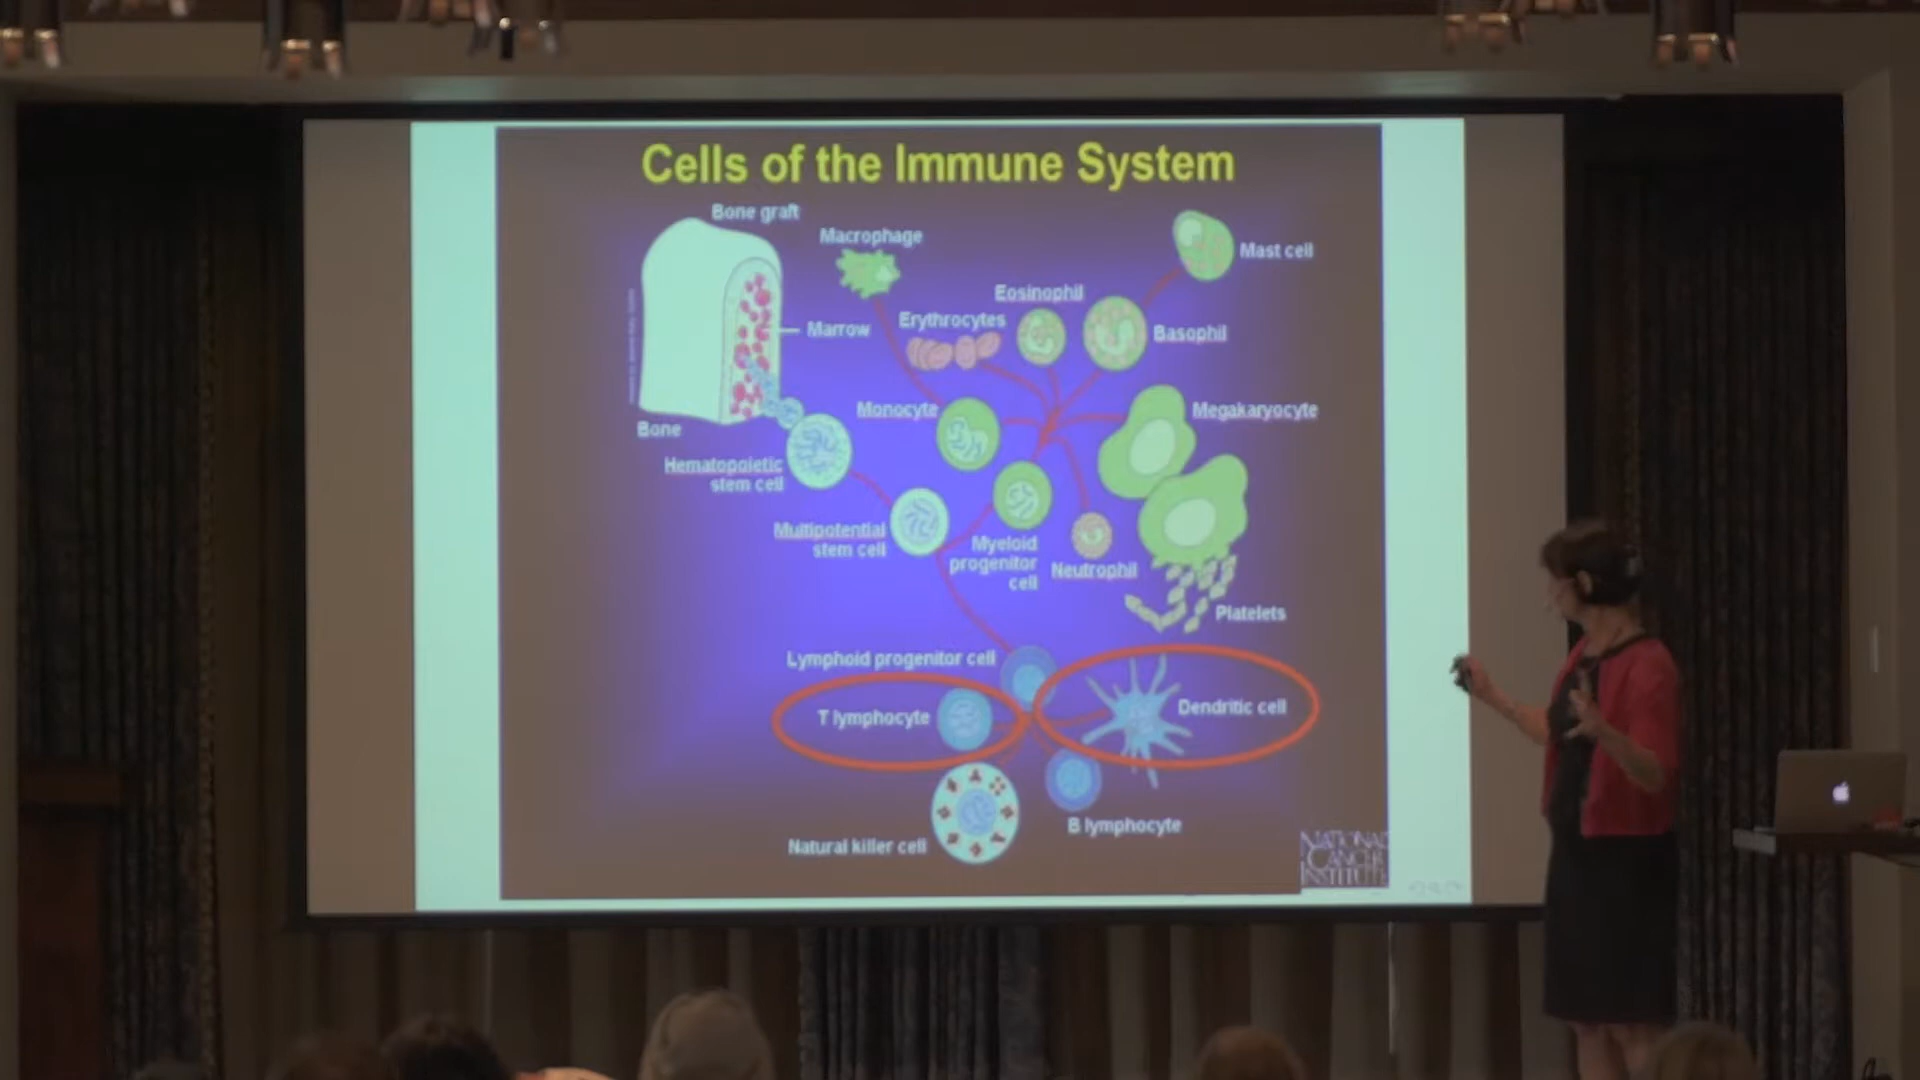 Cells of the Immune System
Bone graft
Macrophage
Mast cell
Eosinophil
Erythrocytes
Marrow
Basophil
Monocyte
Megakaryocyte
Bone
Hematopoietic
stem cell
Multipotential
stem cell
Myeloid
progenitor
cell
Neutrophil
Platelets
Lymphoid progenitor cell
T lymphocyte
Dendritic cell
B lymphocyte
Natural killer cell
NATIONAL
CANCER
INSTITUTE